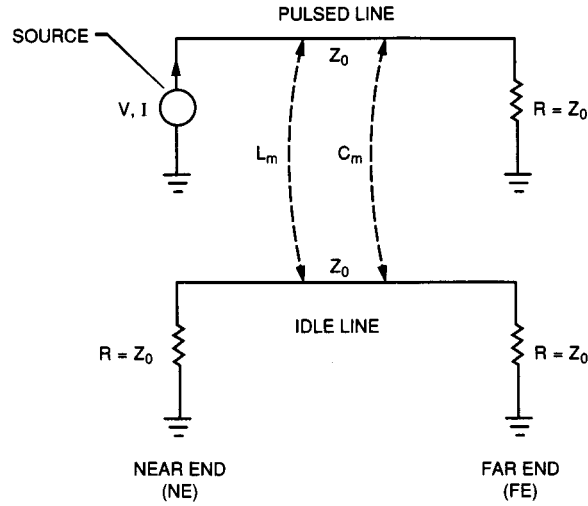 PULSED LINE
SOURCE
Z0
V, I
R = Z0
Lm
Cm
Z0
IDLE LINE
R = Z0
R = Z0
NEAR END
(NE)
FAR END
(FE)